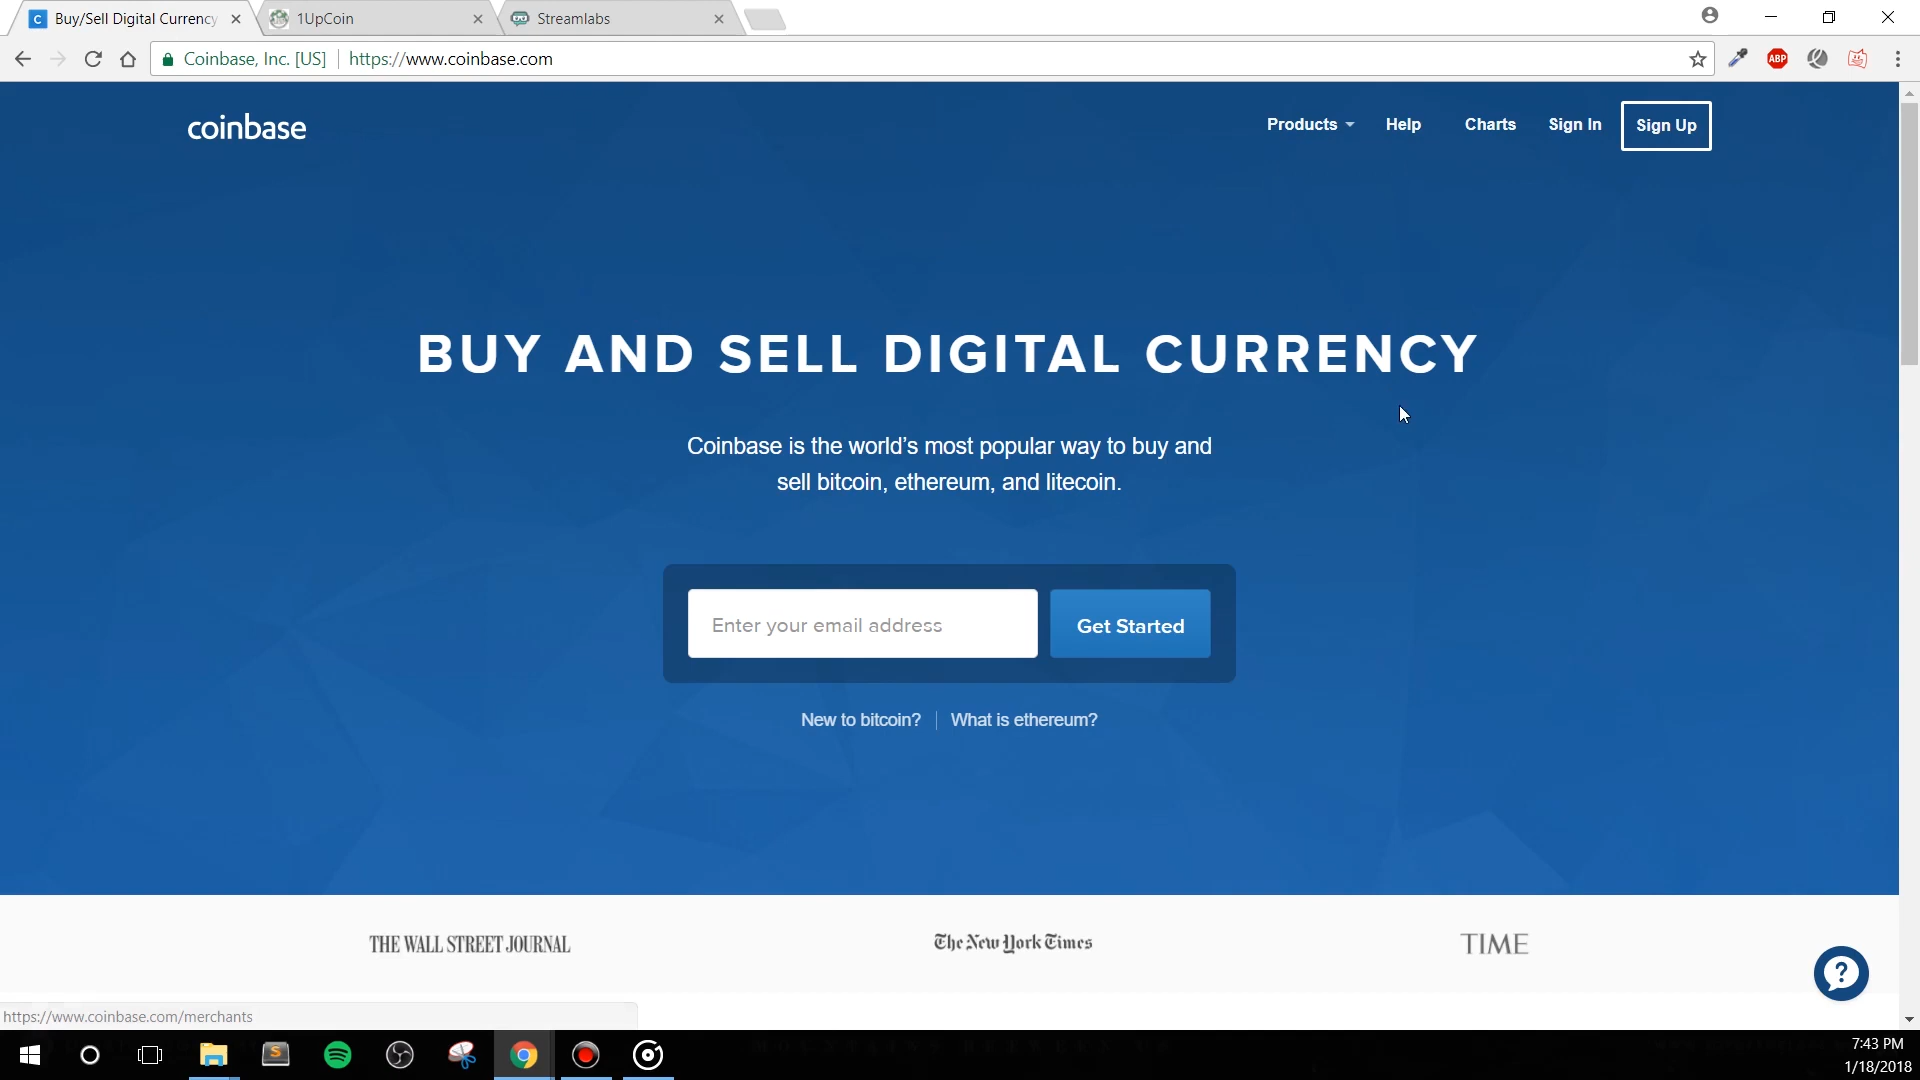 Buy/Sell Digital Currency
1UpCoin
Streamlabs
Coinbase, Inc. [US]
https://www.coinbase.com
ABP
coinbase
Products
Help
Charts
Sign In
Sign Up
BUY AND SELL DIGITAL CURRENCY
Coinbase is the world's most popular way to buy and
sell bitcoin, ethereum, and litecoin.
Enter your email address
Get Started
New to bitcoin?
What is ethereum?
THE WALL STREET JOURNAL
The New York Times
TIME
https://www.coinbase.com/merchants
7:43 PM
1/18/2018